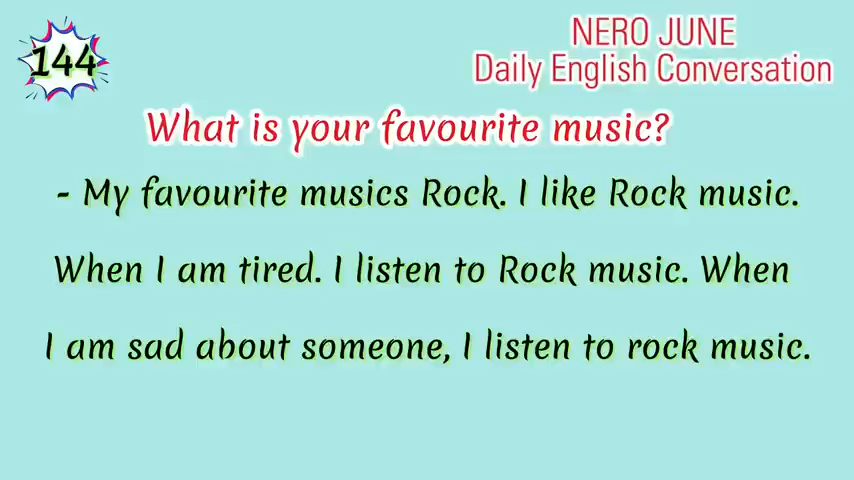 144
NERO JUNE
Daily English Conversation
What is your favourite music?
- My favourite musics Rock. I like Rock music.
When I am tired. I listen to Rock music. When
I am sad about someone, I listen to rock music.